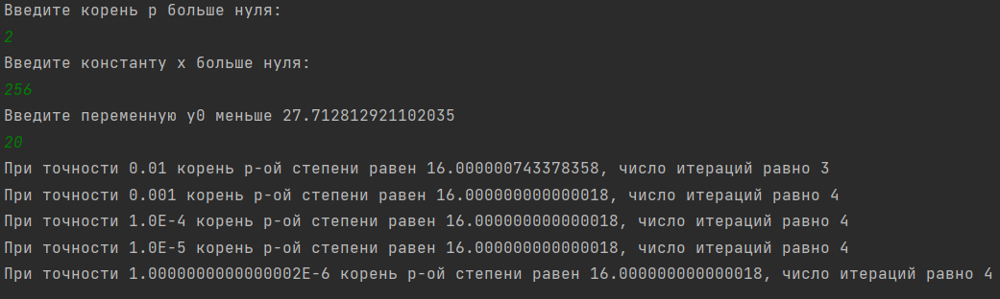 Введите корень p больше нуля:
2
Введите константу x больше нуля:
256
Введите переменную y0 меньше 27.712812921102035
20
При точности 0.01 корень p-ой степени равен 16.000000743378358, число итераций равно 3
При точности 0.001 корень p-ой степени равен 16.000000000000018, число итераций равно 4
При точности 1.0E-4 корень p-ой степени равен 16.000000000000018, число итераций равно 4
При точности 1.0E-5 корень p-ой степени равен 16.000000000000018, число итераций равно 4
При точности 1.0000000000000002E-6 корень p-ой степени равен 16.000000000000018, число итераций равно 4